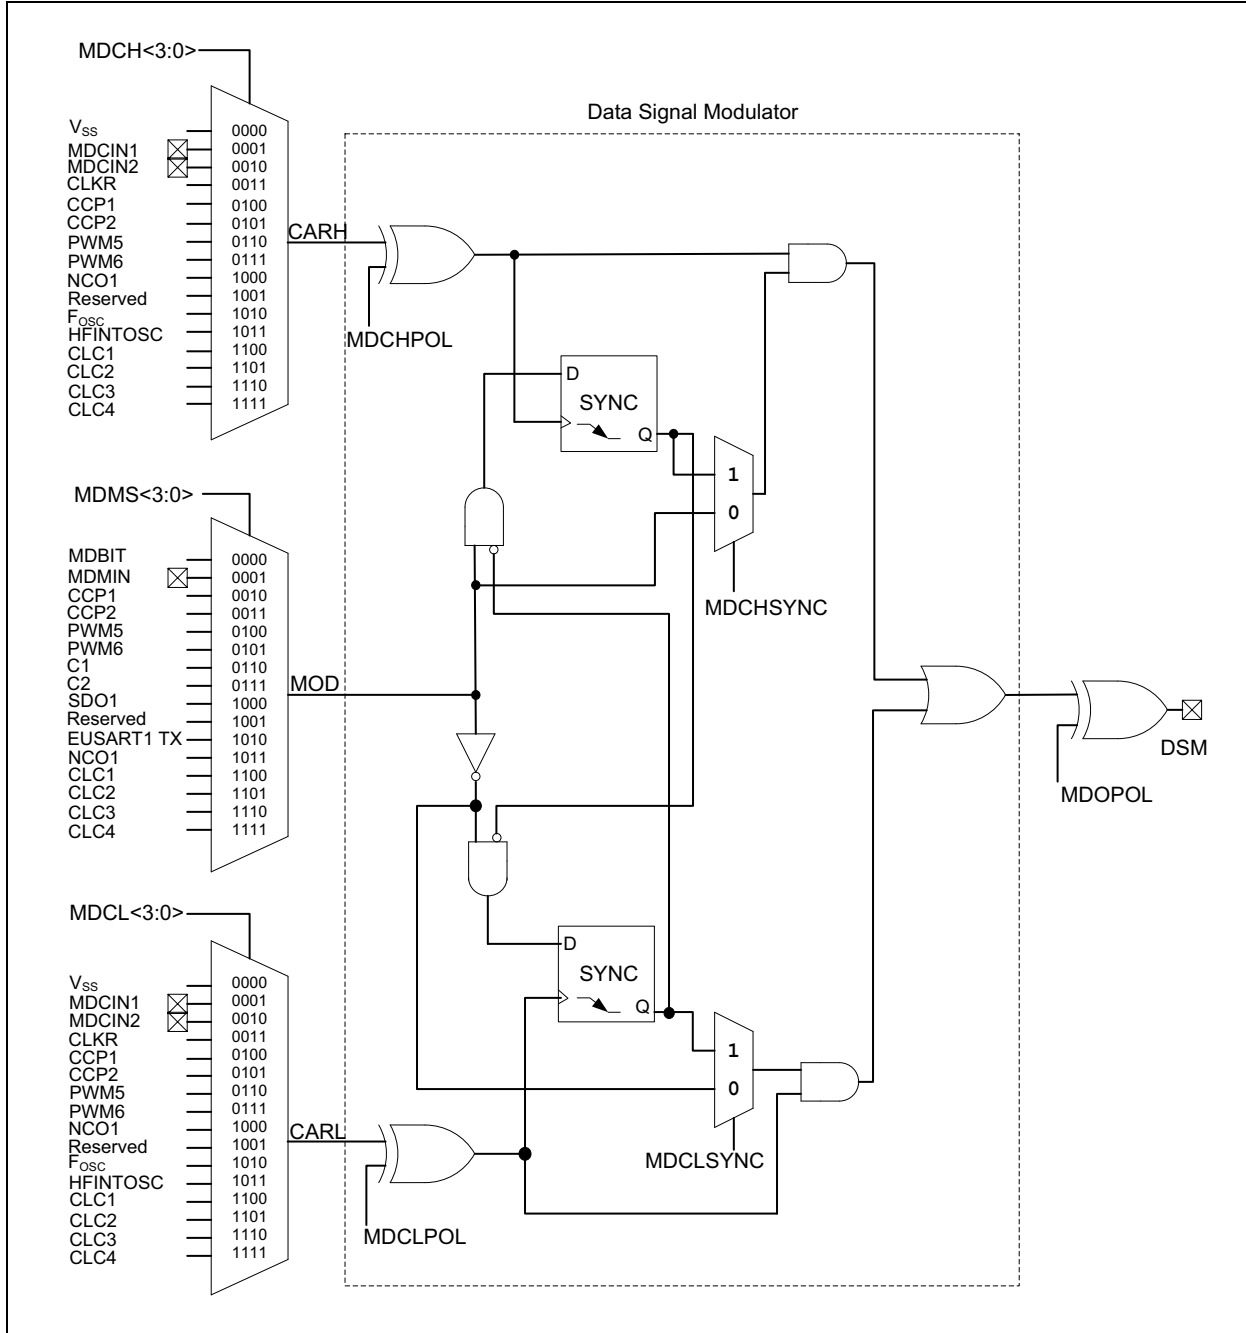 MDCH<3:0>
Data Signal Modulator
VSS 0000
MDCIN1 0001
MDCIN2 0010
CLKR 0011
CCP1 0100
CCP2 0101
PWM5 0110
PWM6 0111
NCO1 1000
Reserved 1001
FOSC 1010
HFINTOSC 1011
CLC1 1100
CLC2 1101
CLC3 1110
CLC4 1111
CARH
MDCHPOL
D
SYNC
Q
1
0
MDCHSYNC
MDMS<3:0>
MDBIT 0000
MDMIN 0001
CCP1 0010
CCP2 0011
PWM5 0100
PWM6 0101
C1 0110
C2 0111
SDO1 1000
Reserved 1001
EUSART1 TX 1010
NCO1 1011
CLC1 1100
CLC2 1101
CLC3 1110
CLC4 1111
MOD
DSM
MDOPOL
MDCL<3:0>
VSS 0000
MDCIN1 0001
MDCIN2 0010
CLKR 0011
CCP1 0100
CCP2 0101
PWM5 0110
PWM6 0111
NCO1 1000
Reserved 1001
FOSC 1010
HFINTOSC 1011
CLC1 1100
CLC2 1101
CLC3 1110
CLC4 1111
CARL
MDCLPOL
D
SYNC
Q
1
0
MDCLSYNC